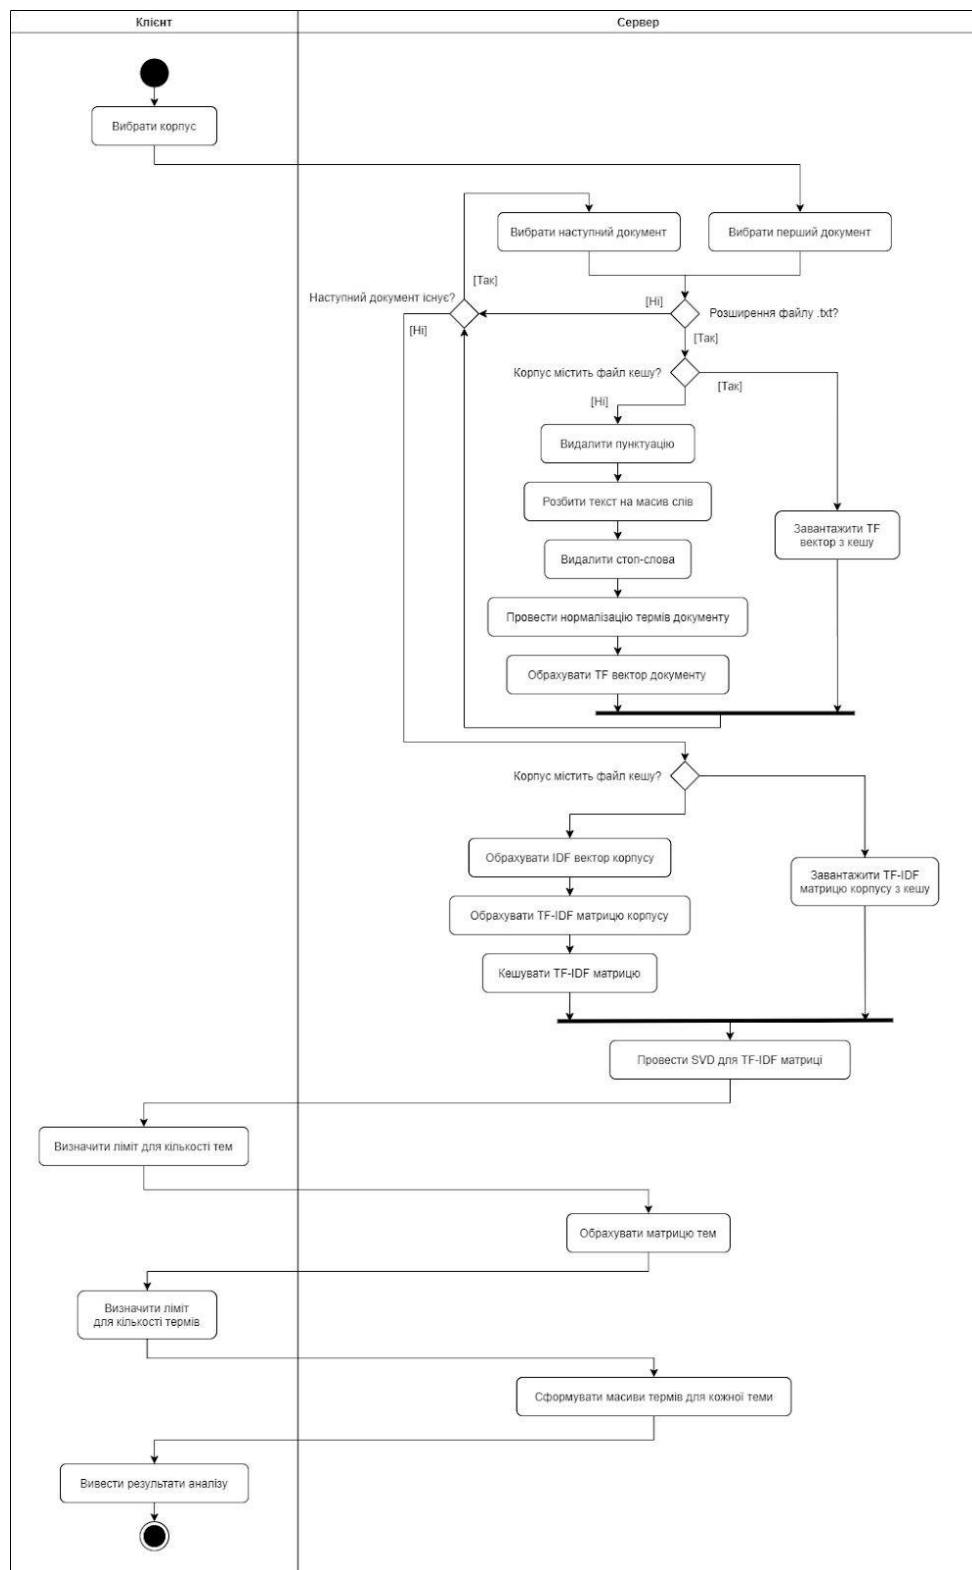 Клієнт
Сервер
Вибрати корпус
Вибрати наступний документ
Вибрати перший документ
[Так]
Наступний документ існує?
[Ні]
Розширення файлу .txt?
[Ні]
[Так]
Корпус містить файл кешу?
[Так]
[Ні]
Видалити пунктуацію
Розбити текст на масив слів
Завантажити TF
вектор з кешу
Видалити стоп-слова
Провести нормалізацію термів документу
Обрахувати TF вектор документу
Корпус містить файл кешу?
Обрахувати IDF вектор корпусу
Завантажити TF-IDF
матрицю корпусу з кешу
Обрахувати TF-IDF матрицю корпусу
Кешувати TF-IDF матрицю
Провести SVD для TF-IDF матриці
Визначити ліміт для кількості тем
Обрахувати матрицю тем
Визначити ліміт
для кількості термів
Сформувати масиви термів для кожної теми
Вивести результати аналізу